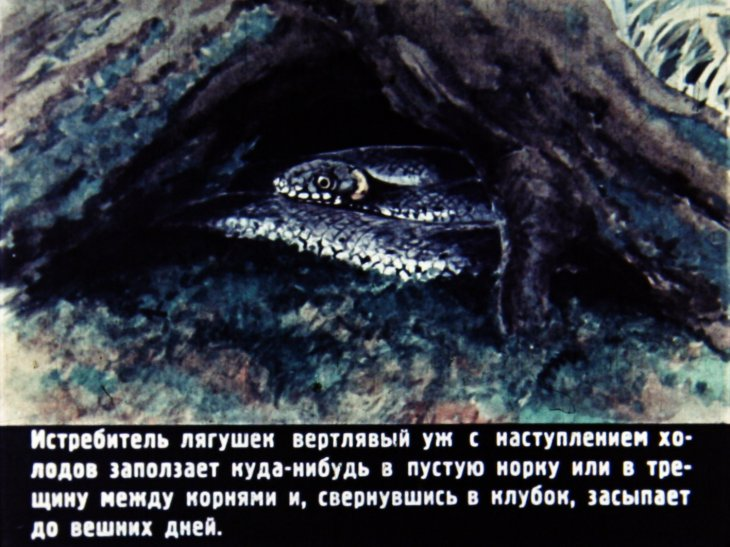 Истребитель лягушек вертлявый уж с наступлением хо-
лодов заползает куда-нибудь в пустую норку или в тре-
щину между корнями и, свернувшись в клубок, засыпает
до вешних дней.